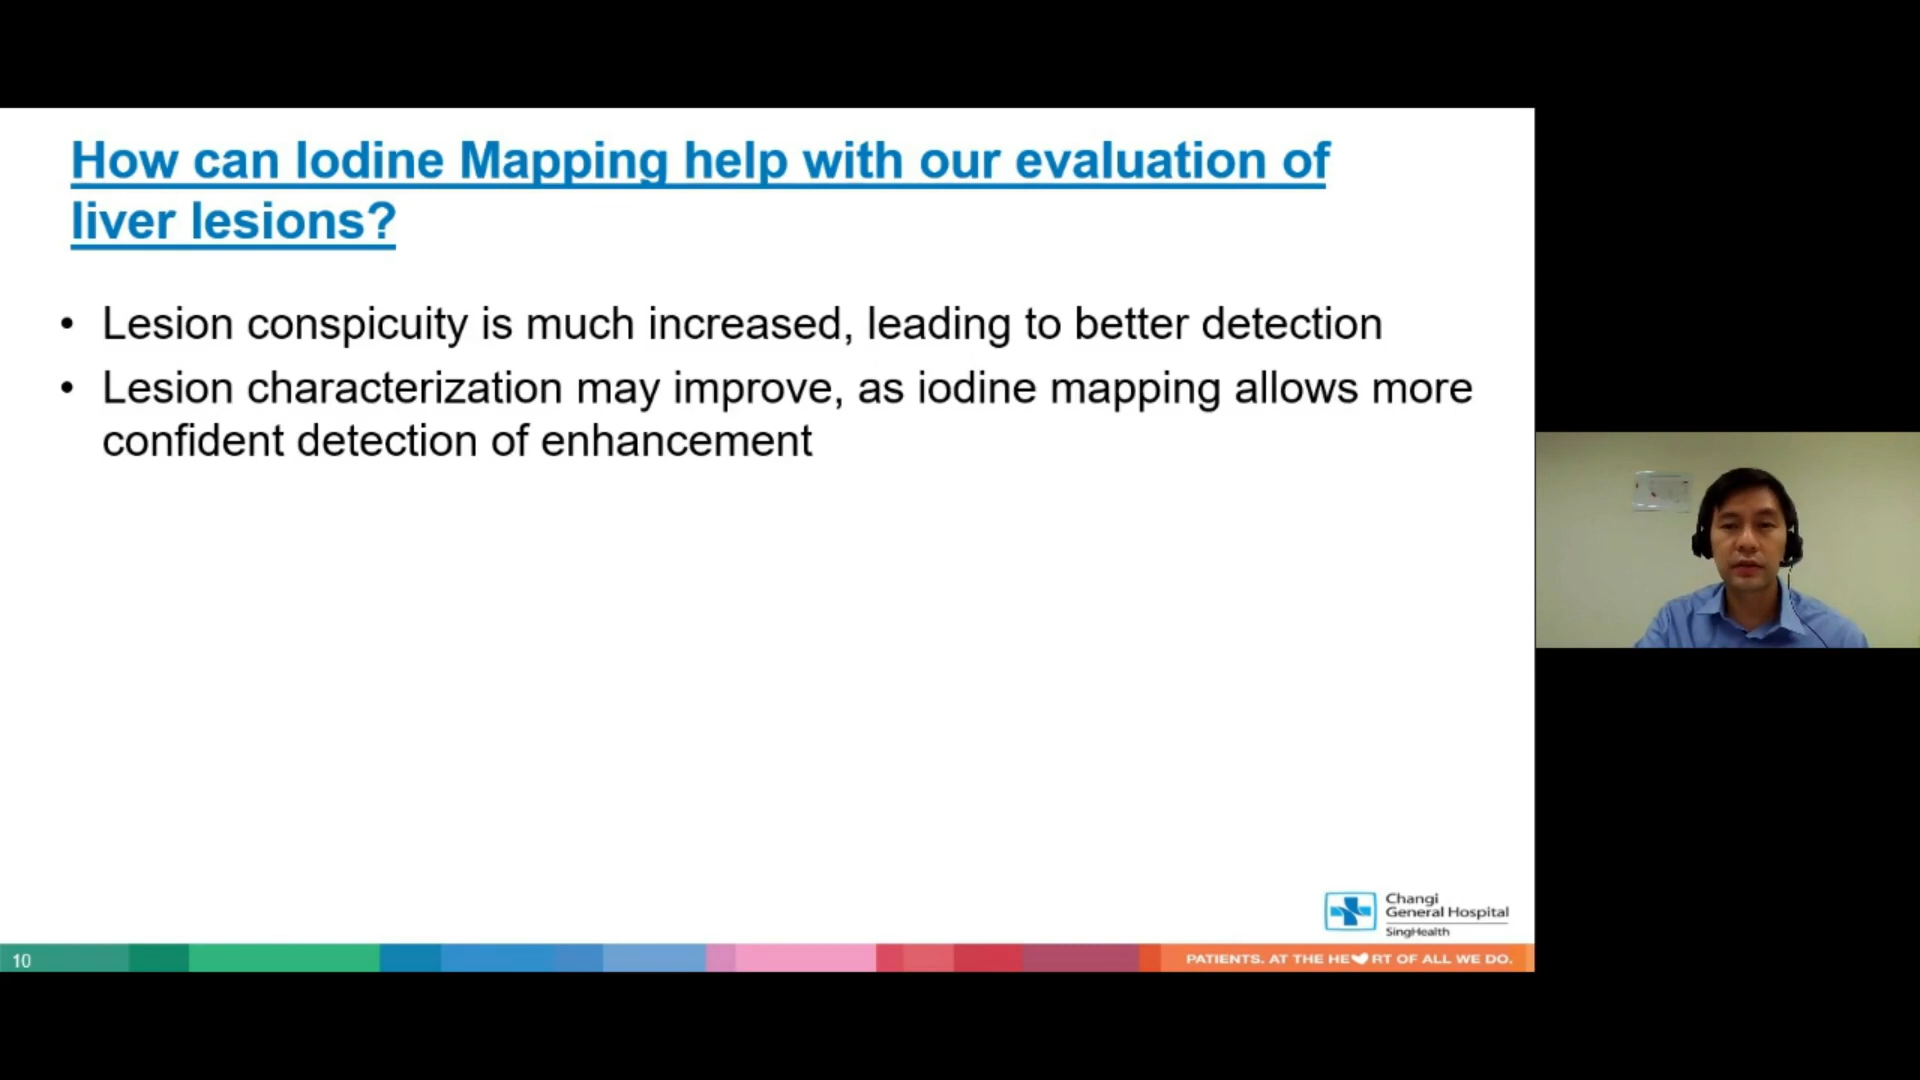 How can Iodine Mapping help with our evaluation of
liver lesions?
• Lesion conspicuity is much increased, leading to better detection
• Lesion characterization may improve, as iodine mapping allows more
confident detection of enhancement
Changi
General Hospital
SingHealth
10
PATIENTS. AT THE HE RT OF ALL WE DO.